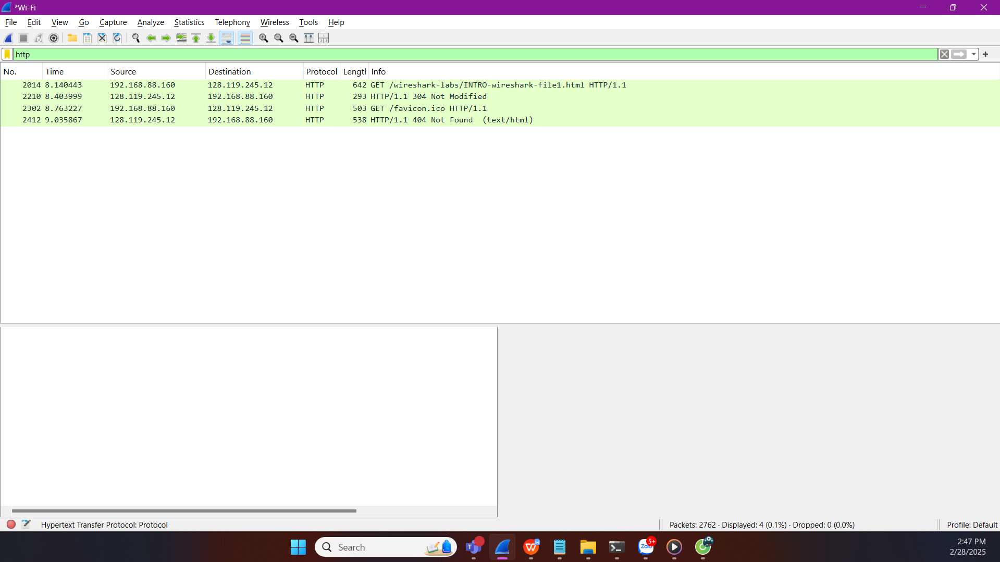 *Wi-Fi
File Edit View Go Capture Analyze Statistics Telephony Wireless Tools Help
http
No. Time Source Destination Protocol Length Info
2014 8.140443 192.168.88.160 128.119.245.12 HTTP 642 GET /wireshark-labs/INTRO-wireshark-file1.html HTTP/1.1
2210 8.403999 128.119.245.12 192.168.88.160 HTTP 293 HTTP/1.1 304 Not Modified
2302 8.763227 192.168.88.160 128.119.245.12 HTTP 503 GET /favicon.ico HTTP/1.1
2412 9.035867 128.119.245.12 192.168.88.160 HTTP 538 HTTP/1.1 404 Not Found (text/html)
Hypertext Transfer Protocol: Protocol
Packets: 2762 · Displayed: 4 (0.1%) · Dropped: 0 (0.0%)
Profile: Default
Search
Zalo
5+
2:47 PM
2/28/2025